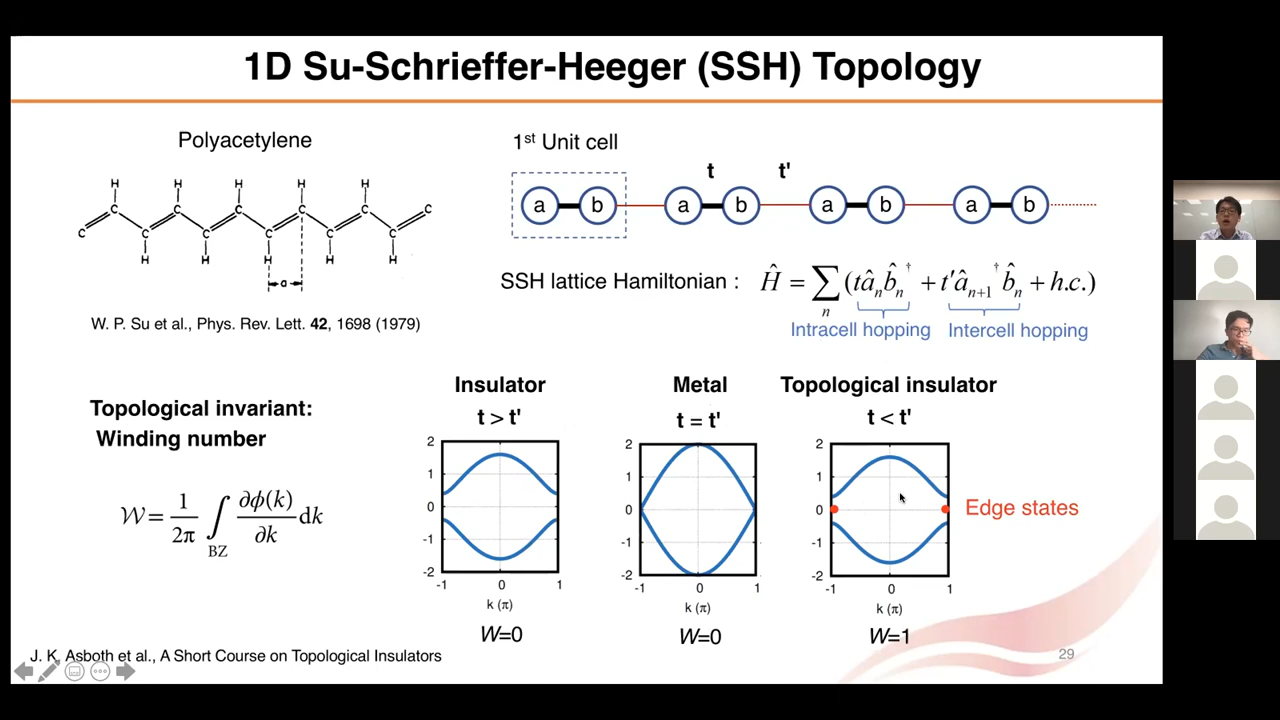 1D Su-Schrieffer-Heeger (SSH) Topology
Polyacetylene
H H H H H
C C C C C C
C C C C C C
H H H H H
a
W. P. Su et al., Phys. Rev. Lett. 42, 1698 (1979)
1st Unit cell
t t'
a b a b a b a b
SSH lattice Hamiltonian : Ĥ = ∑n (tânb̂n† + t′ân+1† b̂n + h.c.)
Intracell hopping Intercell hopping
Topological invariant:
Winding number
𝒲 = 1/2π ∫BZ ∂ϕ(k)/∂k dk
Insulator
t > t'
2
1
0
-1
-2
-1 0 1
k (π)
W=0
Metal
t = t'
2
1
0
-1
-2
-1 0 1
k (π)
W=0
Topological insulator
t < t'
2
1
0
-1
-2
-1 0 1
k (π)
W=1
Edge states
J. K. Asboth et al., A Short Course on Topological Insulators
29